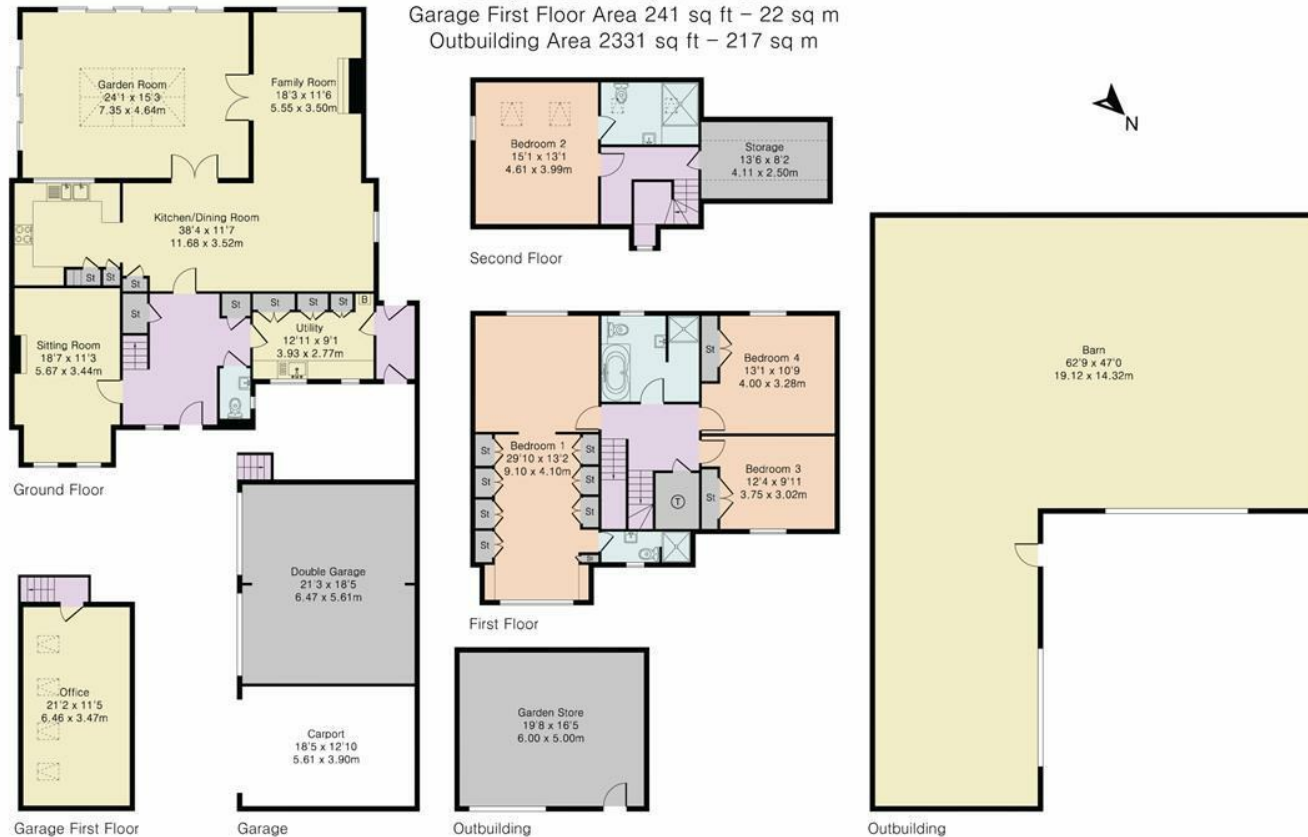 Garage First Floor Area 241 sq ft – 22 sq m
Outbuilding Area 2331 sq ft – 217 sq m
Garden Room
24'1 x 15'3
7.35 x 4.64m
Family Room
18'3 x 11'6
5.55 x 3.50m
Kitchen/Dining Room
38'4 x 11'7
11.68 x 3.52m
St
St
St
St
St
St
St
St
B
Utility
12'11 x 9'1
3.93 x 2.77m
Sitting Room
18'7 x 11'3
5.67 x 3.44m
Ground Floor
Bedroom 2
15'1 x 13'1
4.61 x 3.99m
Storage
13'6 x 8'2
4.11 x 2.50m
Second Floor
N
Bedroom 4
13'1 x 10'9
4.00 x 3.28m
St
Bedroom 1
29'10 x 13'2
9.10 x 4.10m
St
St
St
St
St
St
St
Bedroom 3
12'4 x 9'11
3.75 x 3.02m
St
T
First Floor
Barn
62'9 x 47'0
19.12 x 14.32m
Outbuilding
Double Garage
21'3 x 18'5
6.47 x 5.61m
Carport
18'5 x 12'10
5.61 x 3.90m
Garage
Office
21'2 x 11'5
6.46 x 3.47m
Garage First Floor
Garden Store
19'8 x 16'5
6.00 x 5.00m
Outbuilding